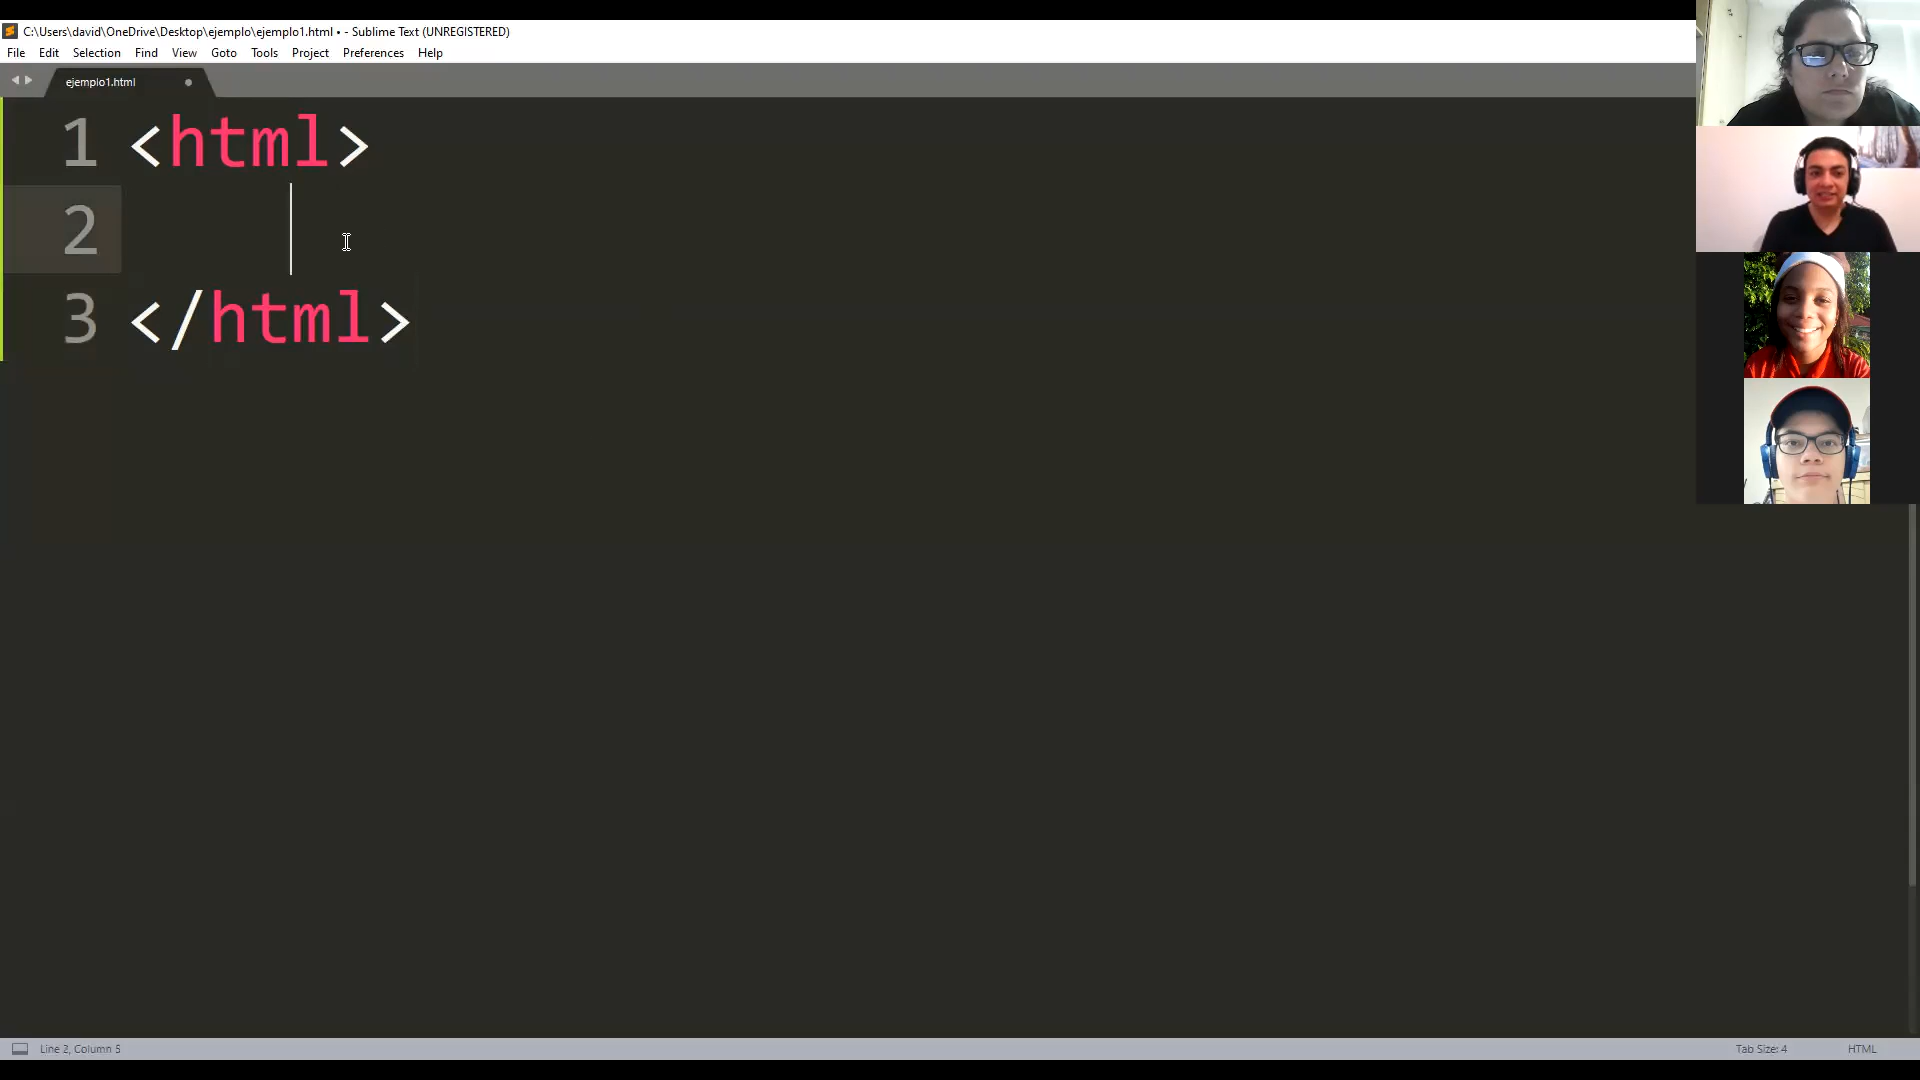 C:\Users\david\OneDrive\Desktop\ejemplo\ejemplo1.html • - Sublime Text (UNREGISTERED)
File Edit Selection Find View Goto Tools Project Preferences Help
ejemplo1.html
1 <html>
2
3 </html>
Line 2, Column 5 Tab Size: 4 HTML